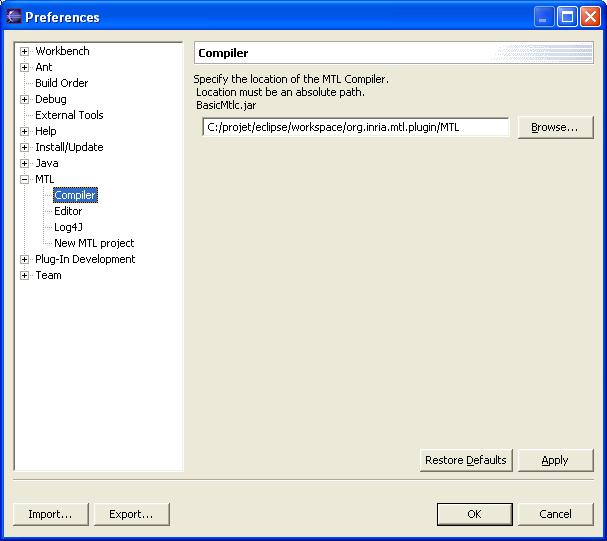 Preferences
Workbench
Ant
Build Order
Debug
External Tools
Help
Install/Update
Java
MTL
Compiler
Editor
Log4J
New MTL project
Plug-In Development
Team
Compiler
Specify the location of the MTL Compiler.
Location must be an absolute path.
BasicMtlc.jar
C:/projet/eclipse/workspace/org.inria.mtl.plugin/MTL
Browse...
Restore Defaults
Apply
Import...
Export...
OK
Cancel